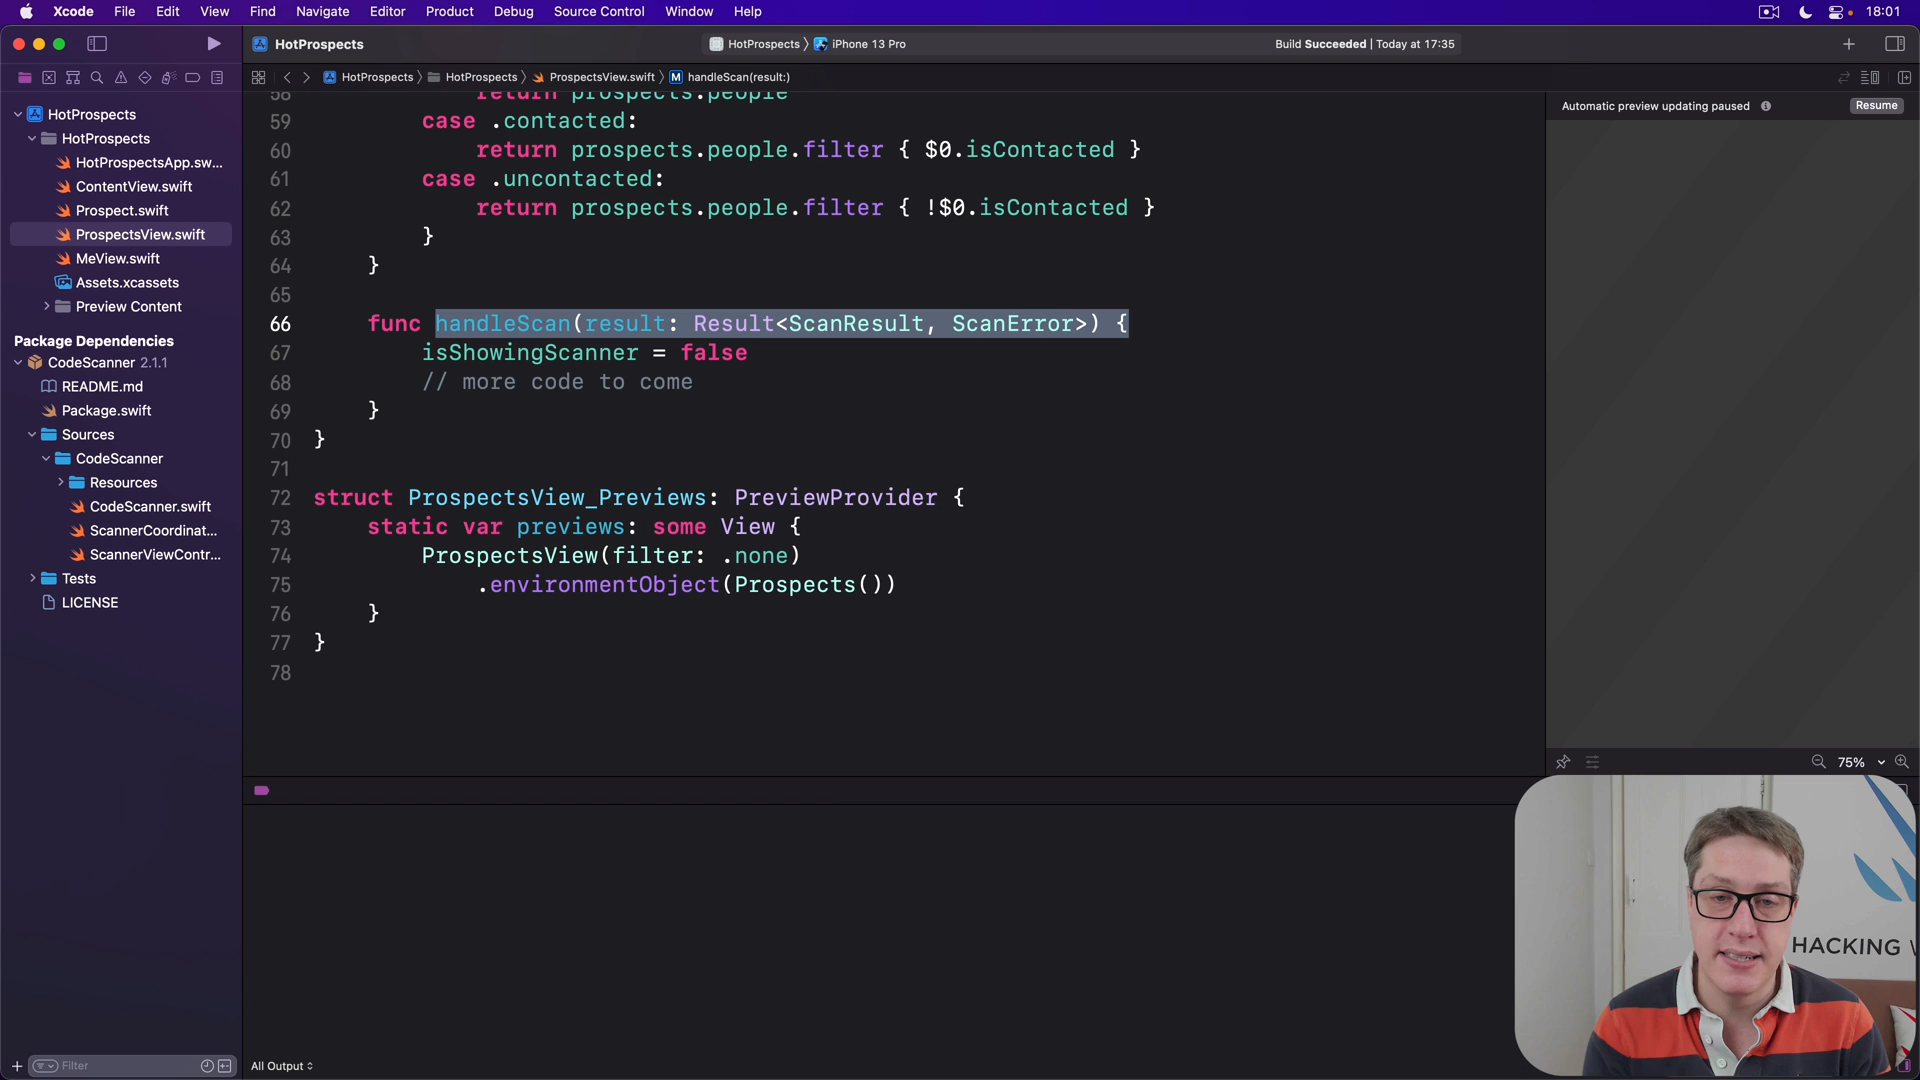 Xcode File Edit View Find Navigate Editor Product Debug Source Control Window Help 18:01
HotProspects HotProspects iPhone 13 Pro Build Succeeded | Today at 17:35
HotProspects HotProspects ProspectsView.swift M handleScan(result:)
Automatic preview updating paused Resume
HotProspects
HotProspects
HotProspectsApp.sw...
ContentView.swift
Prospect.swift
ProspectsView.swift
MeView.swift
Assets.xcassets
Preview Content
Package Dependencies
CodeScanner 2.1.1
README.md
Package.swift
Sources
CodeScanner
Resources
CodeScanner.swift
ScannerCoordinat...
ScannerViewContr...
Tests
LICENSE
Filter
58 return prospects.people
59 case .contacted:
60 return prospects.people.filter { $0.isContacted }
61 case .uncontacted:
62 return prospects.people.filter { !$0.isContacted }
63 }
64 }
65
66 func handleScan(result: Result<ScanResult, ScanError>) {
67 isShowingScanner = false
68 // more code to come
69 }
70 }
71
72 struct ProspectsView_Previews: PreviewProvider {
73 static var previews: some View {
74 ProspectsView(filter: .none)
75 .environmentObject(Prospects())
76 }
77 }
78
75%
HACKING W
All Output